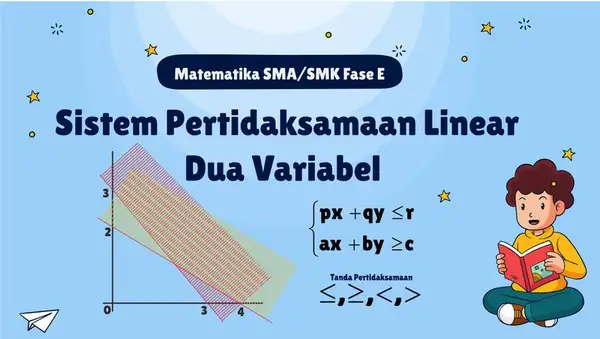 Matematika SMA/SMK Fase E
Sistem Pertidaksamaan Linear
Dua Variabel
3
2
0
3
4
px +qy ≤r
ax +by ≥c
Tanda Pertidaksamaan
≤,≥,<,>